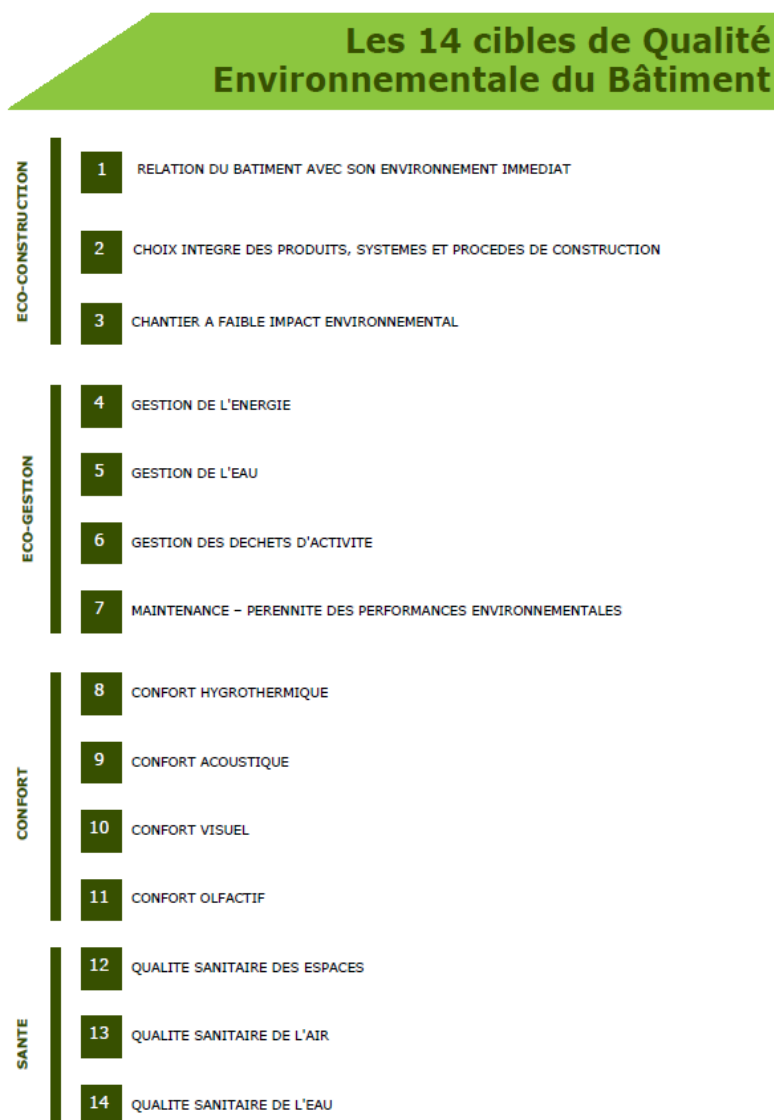 Les 14 cibles de Qualité
Environnementale du Bâtiment
ECO-CONSTRUCTION
1 RELATION DU BATIMENT AVEC SON ENVIRONNEMENT IMMEDIAT
2 CHOIX INTEGRE DES PRODUITS, SYSTEMES ET PROCEDES DE CONSTRUCTION
3 CHANTIER A FAIBLE IMPACT ENVIRONNEMENTAL
ECO-GESTION
4 GESTION DE L'ENERGIE
5 GESTION DE L'EAU
6 GESTION DES DECHETS D'ACTIVITE
7 MAINTENANCE – PERENNITE DES PERFORMANCES ENVIRONNEMENTALES
CONFORT
8 CONFORT HYGROTHERMIQUE
9 CONFORT ACOUSTIQUE
10 CONFORT VISUEL
11 CONFORT OLFACTIF
SANTE
12 QUALITE SANITAIRE DES ESPACES
13 QUALITE SANITAIRE DE L'AIR
14 QUALITE SANITAIRE DE L'EAU